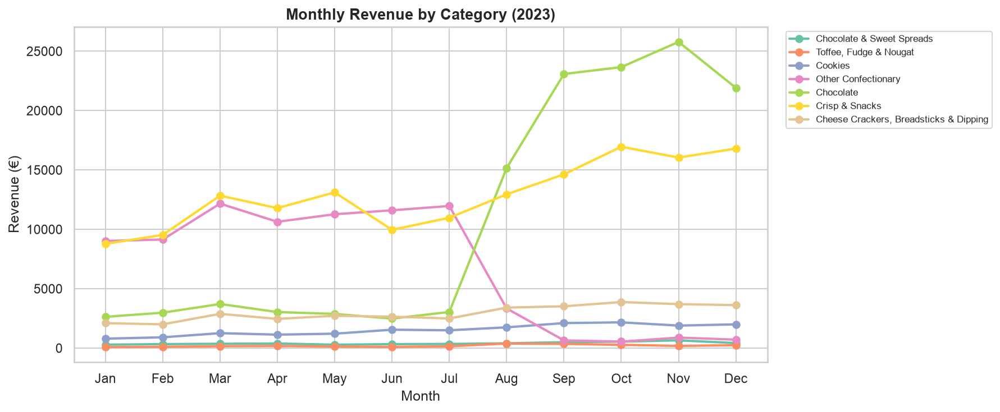 Monthly Revenue by Category (2023)
Revenue (€)
25000
20000
15000
10000
5000
0
Jan Feb Mar Apr May Jun Jul Aug Sep Oct Nov Dec
Month
Chocolate & Sweet Spreads
Toffee, Fudge & Nougat
Cookies
Other Confectionary
Chocolate
Crisp & Snacks
Cheese Crackers, Breadsticks & Dipping